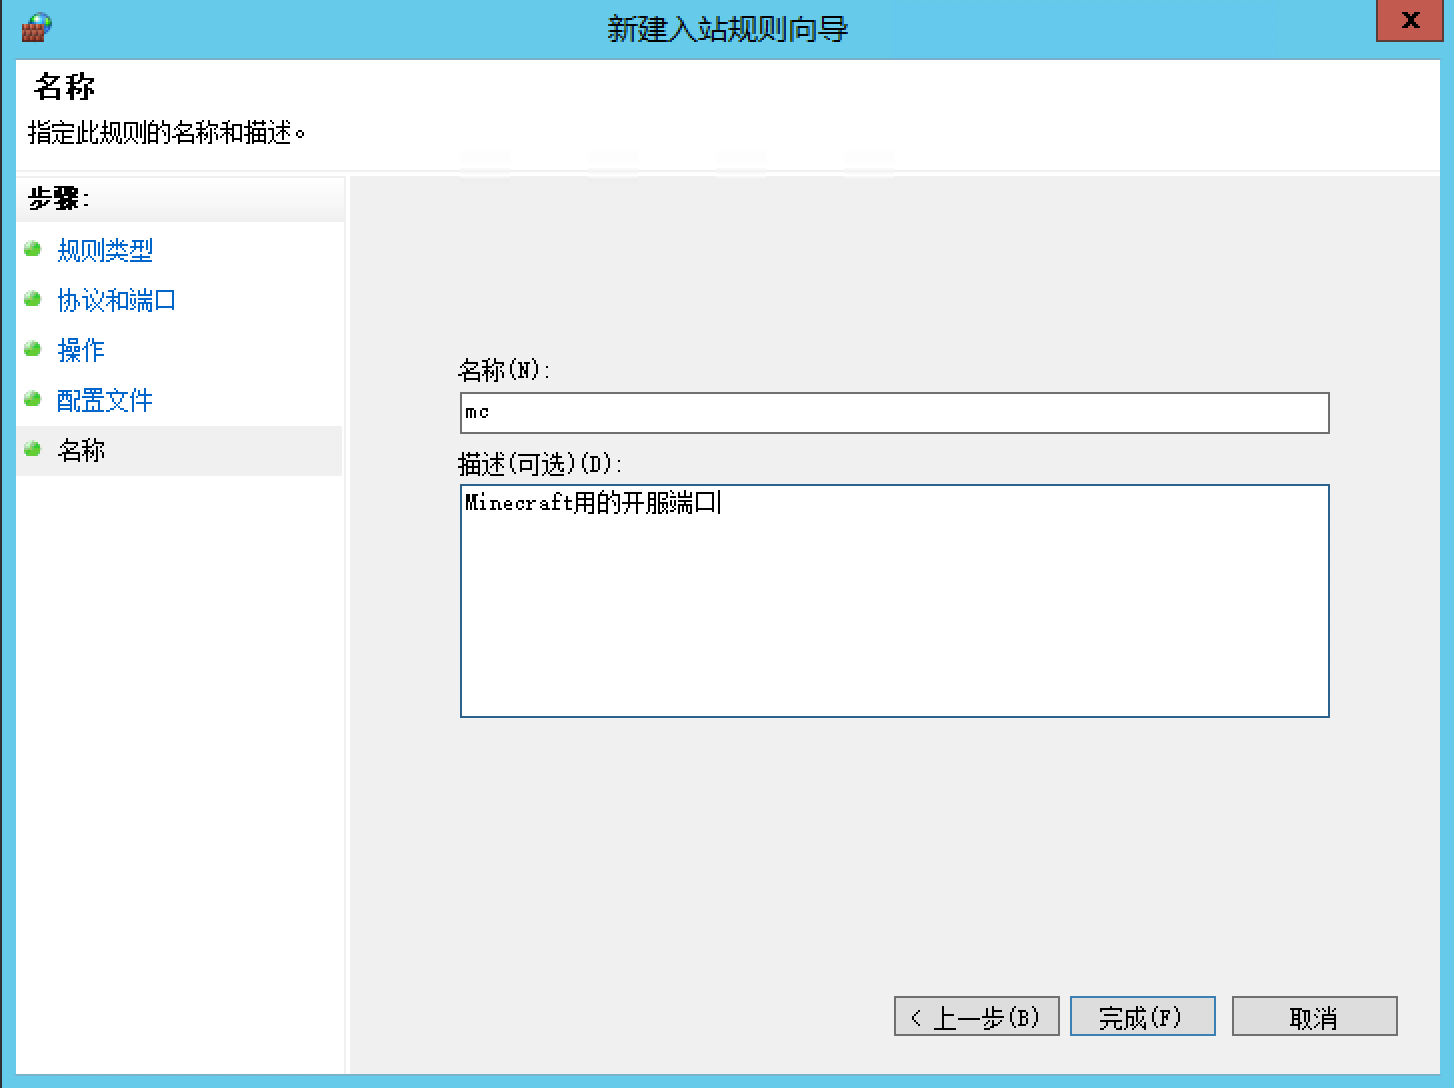 新建入站规则向导
x
名称
指定此规则的名称和描述。
步骤:
规则类型
协议和端口
操作
配置文件
名称
名称(N):
mc
描述(可选)(D):
Minecraft用的开服端口
< 上一步(B)
完成(F)
取消